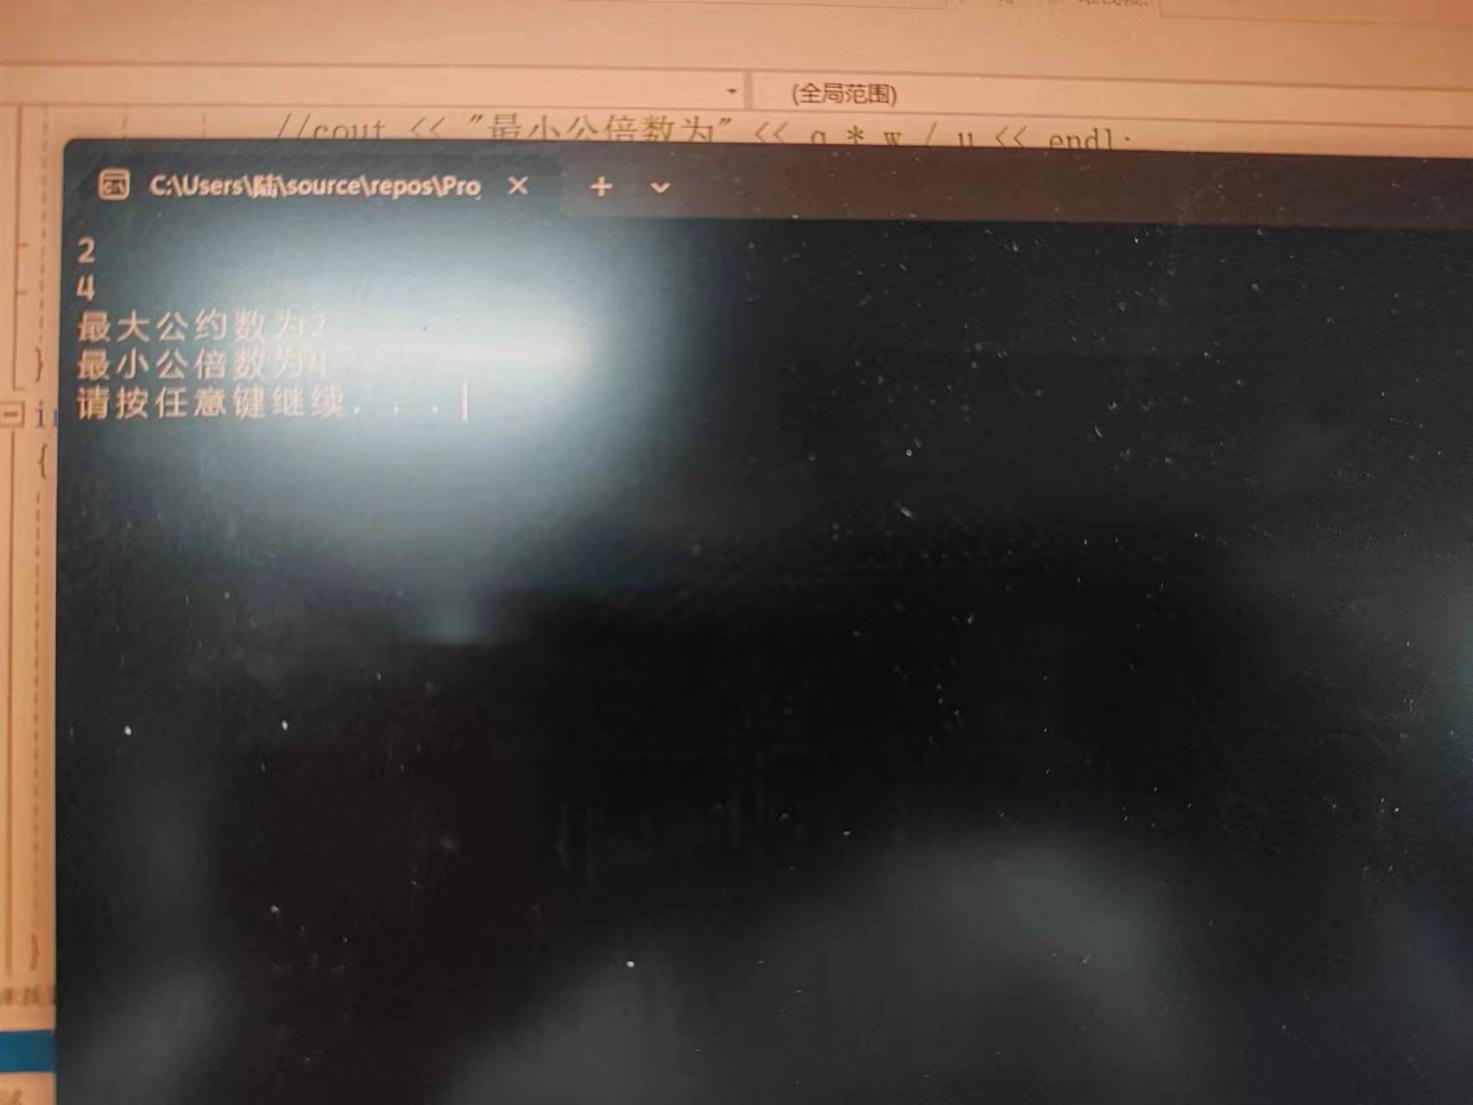 (全局范围)
//cout << "最小公倍数为" << q * w / u << endl;
C:\Users\陆\source\repos\Pro
2
4
最大公约数为2
最小公倍数为4
}
请按任意键继续. . .
{
}